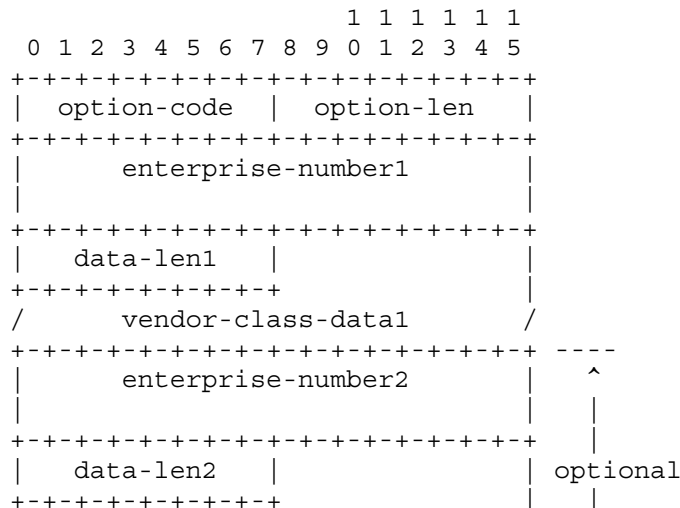 1 1 1 1 1 1
 0 1 2 3 4 5 6 7 8 9 0 1 2 3 4 5
+-+-+-+-+-+-+-+-+-+-+-+-+-+-+-+-+
|  option-code  |  option-len   |
+-+-+-+-+-+-+-+-+-+-+-+-+-+-+-+-+
|      enterprise-number1       |
|                               |
+-+-+-+-+-+-+-+-+-+-+-+-+-+-+-+-+
|   data-len1   |               |
+-+-+-+-+-+-+-+-+               |
/      vendor-class-data1       /
+-+-+-+-+-+-+-+-+-+-+-+-+-+-+-+-+ ----
|      enterprise-number2       |   ^
|                               |   |
+-+-+-+-+-+-+-+-+-+-+-+-+-+-+-+-+   |
|   data-len2   |               | optional
+-+-+-+-+-+-+-+-+               |   |